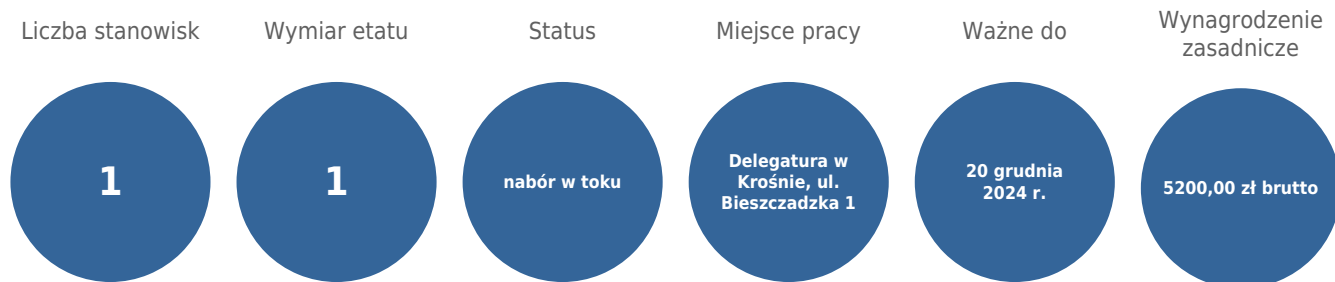 Liczba stanowisk
1
Wymiar etatu
1
Status
nabór w toku
Miejsce pracy
Delegatura w
Krośnie, ul.
Bieszczadzka 1
Ważne do
20 grudnia
2024 r.
Wynagrodzenie
zasadnicze
5200,00 zł brutto